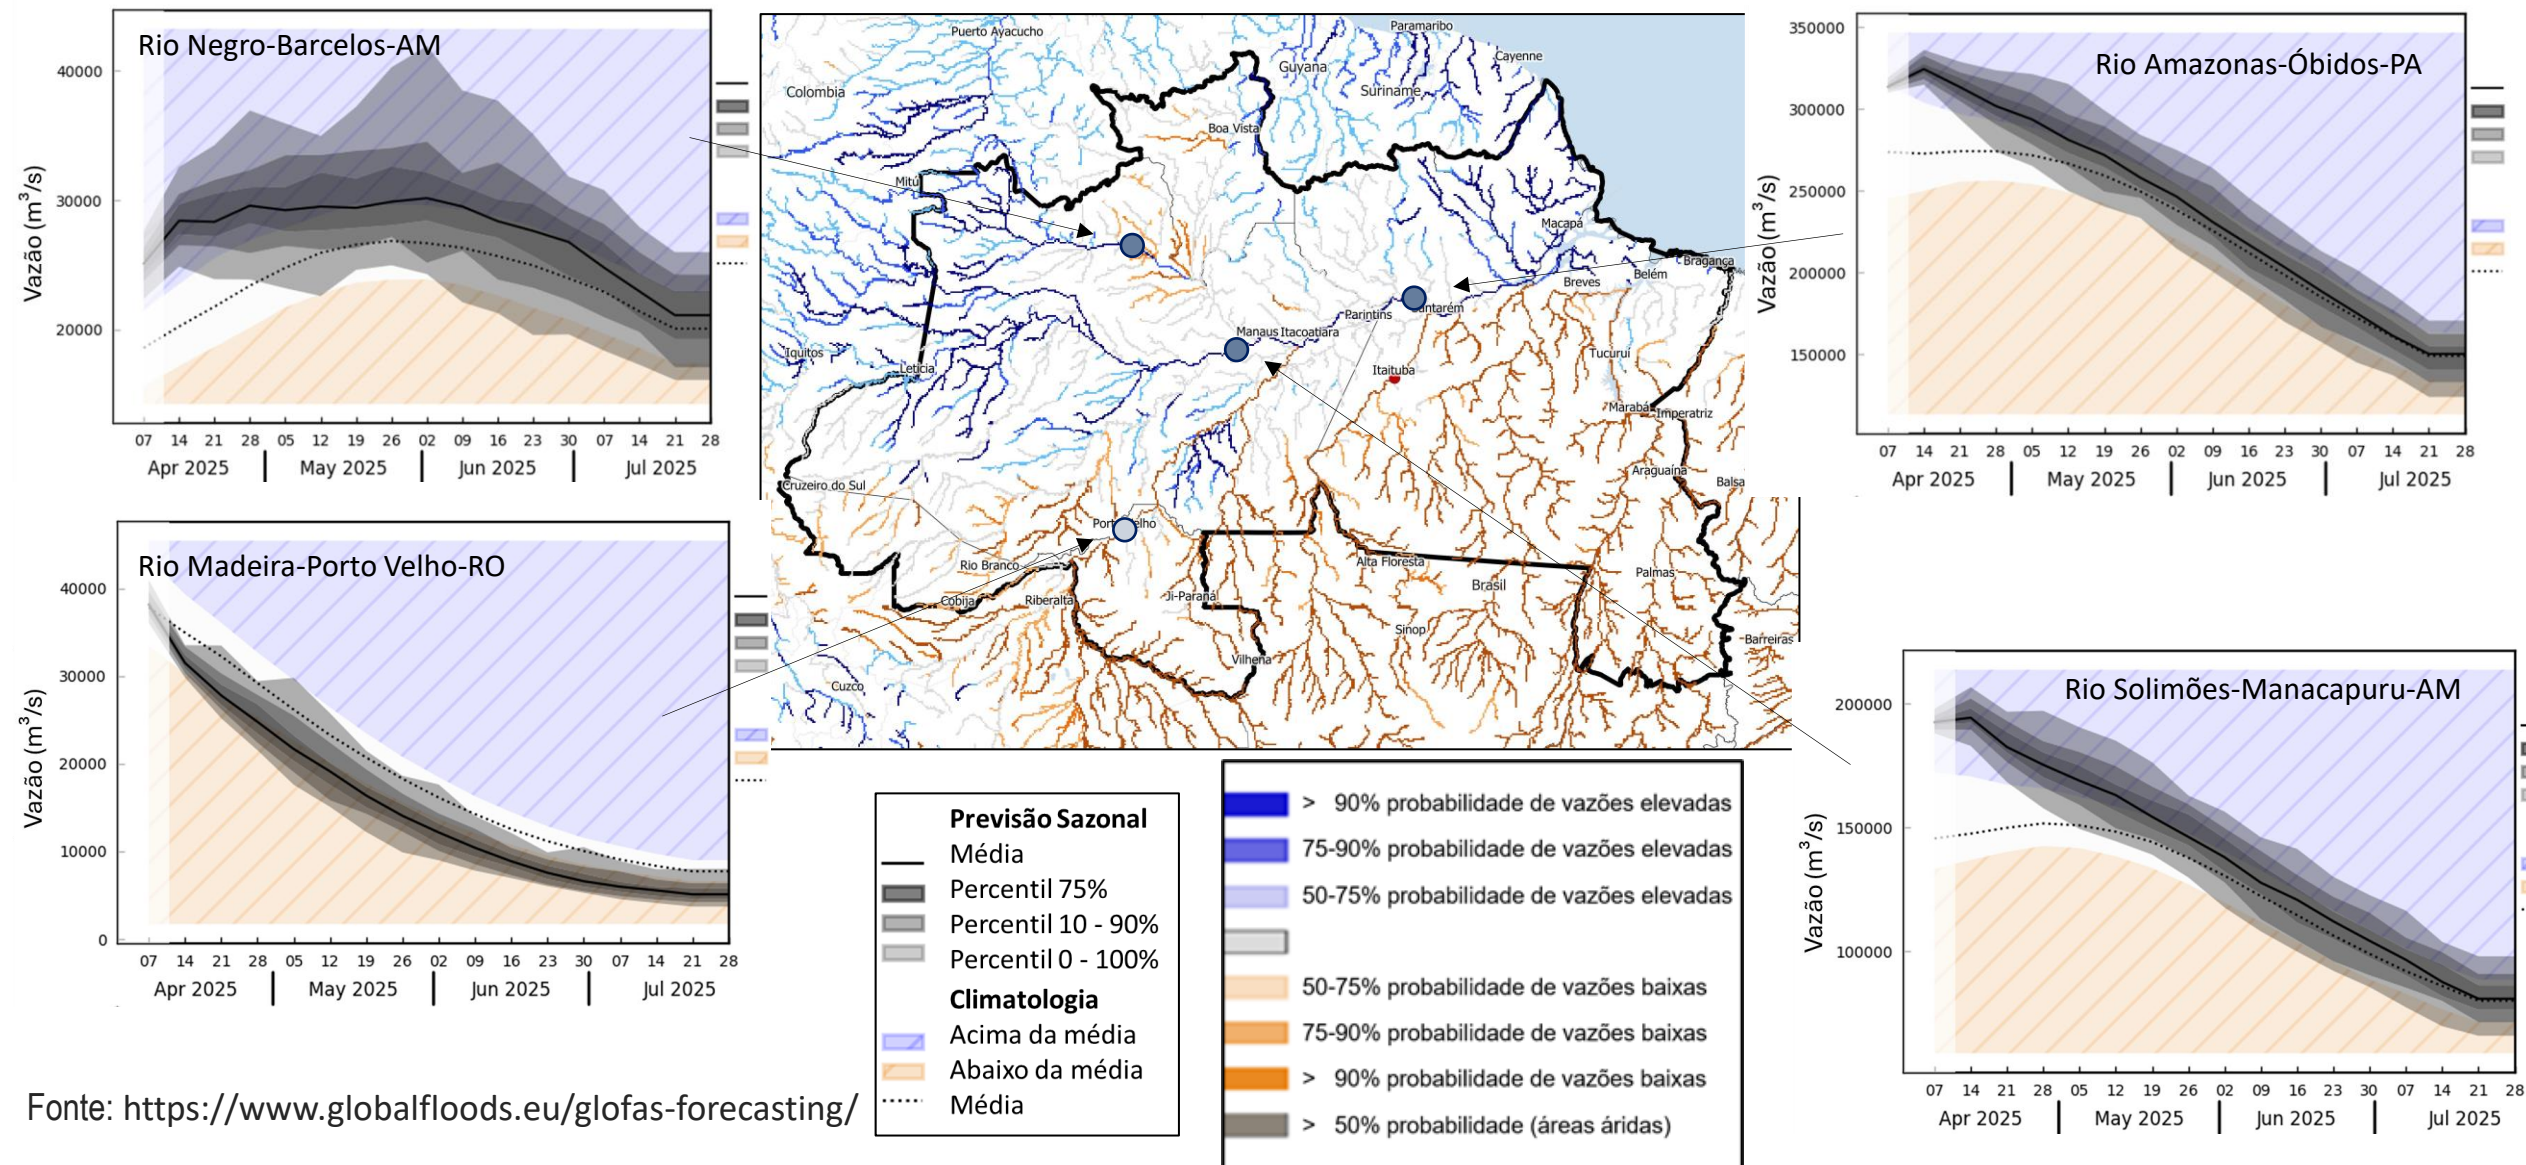 Rio Negro-Barcelos-AM
Vazão (m³/s)
40000
30000
20000
07 14 21 28 05 12 19 26 02 09 16 23 30 07 14 21 28
Apr 2025 May 2025 Jun 2025 Jul 2025
Puerto Ayacucho
Paramaribo
Cayenne
Guyana
Colombia
Suriname
Boa Vista
Mitú
Macapá
Bragança
Belém
Breves
Santarém
Parintins
Manaus Itacoatiara
Iquitos
Leticia
Tucuruí
Itaituba
Marabá
Imperatriz
Araguaína
Balsa
Cruzeiro do Sul
Porto Velho
Rio Branco
Alta Floresta
Palmas
Brasil
Cobija
Riberalta
Ji-Paraná
Sinop
Barreiras
Vilhena
Cuzco
Rio Amazonas-Óbidos-PA
Vazão (m³/s)
350000
300000
250000
200000
150000
07 14 21 28 05 12 19 26 02 09 16 23 30 07 14 21 28
Apr 2025 May 2025 Jun 2025 Jul 2025
Rio Madeira-Porto Velho-RO
Vazão (m³/s)
40000
30000
20000
10000
0
07 14 21 28 05 12 19 26 02 09 16 23 30 07 14 21 28
Apr 2025 May 2025 Jun 2025 Jul 2025
Rio Solimões-Manacapuru-AM
Vazão (m³/s)
200000
150000
100000
07 14 21 28 05 12 19 26 02 09 16 23 30 07 14 21 28
Apr 2025 May 2025 Jun 2025 Jul 2025
Previsão Sazonal
Média
Percentil 75%
Percentil 10 - 90%
Percentil 0 - 100%
Climatologia
Acima da média
Abaixo da média
Média
> 90% probabilidade de vazões elevadas
75-90% probabilidade de vazões elevadas
50-75% probabilidade de vazões elevadas
50-75% probabilidade de vazões baixas
75-90% probabilidade de vazões baixas
> 90% probabilidade de vazões baixas
> 50% probabilidade (áreas áridas)
Fonte: https://www.globalfloods.eu/glofas-forecasting/